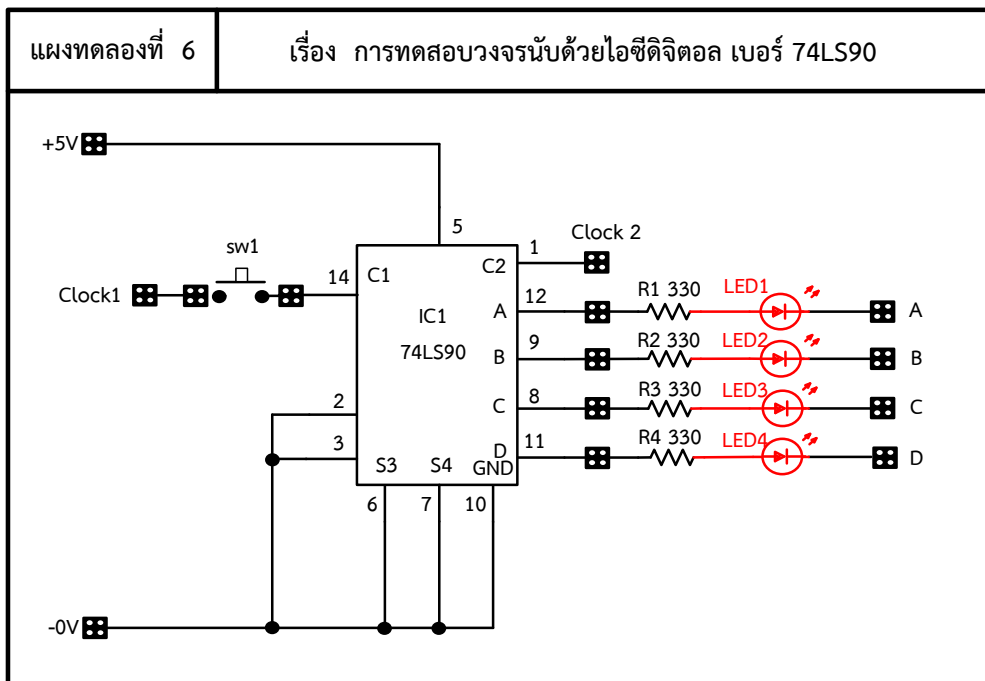 แผงทดลองที่ 6
เรื่อง การทดสอบวงจรนับด้วยไอซีดิจิตอล เบอร์ 74LS90
+5V
5
1
Clock 2
sw1
14
C1
C2
Clock1
12
R1 330
LED1
A
A
IC1
74LS90
9
R2 330
LED2
B
B
2
8
R3 330
LED3
C
C
3
11
R4 330
LED4
D
D
S3
S4
GND
6
7
10
-0V